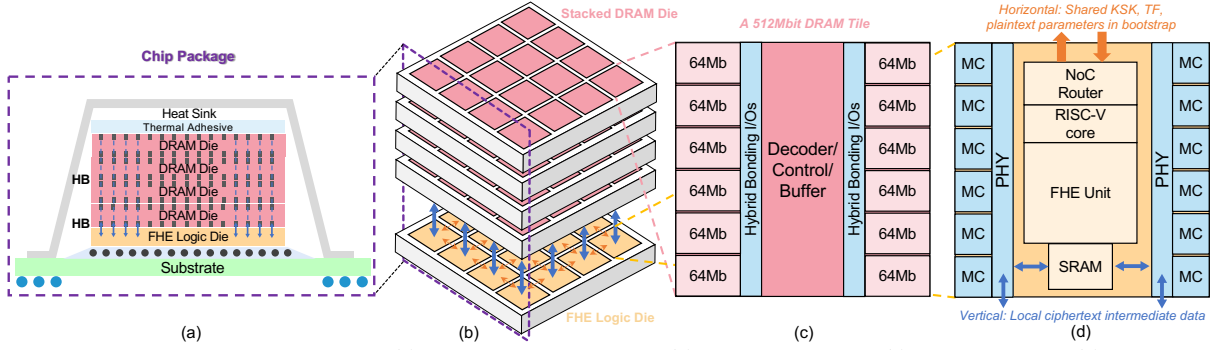 Chip Package
Heat Sink
Thermal Adhesive
DRAM Die
DRAM Die
HB
DRAM Die
DRAM Die
HB
FHE Logic Die
Substrate
(a)
Stacked DRAM Die
FHE Logic Die
(b)
A 512Mbit DRAM Tile
64Mb
64Mb
64Mb
64Mb
64Mb
64Mb
Hybrid Bonding I/Os
Decoder/
Control/
Buffer
Hybrid Bonding I/Os
64Mb
64Mb
64Mb
64Mb
64Mb
64Mb
(c)
Horizontal: Shared KSK, TF,
plaintext parameters in bootstrap
MC
MC
MC
MC
MC
MC
PHY
NoC
Router
RISC-V
core
FHE Unit
SRAM
PHY
MC
MC
MC
MC
MC
MC
Vertical: Local ciphertext intermediate data
(d)